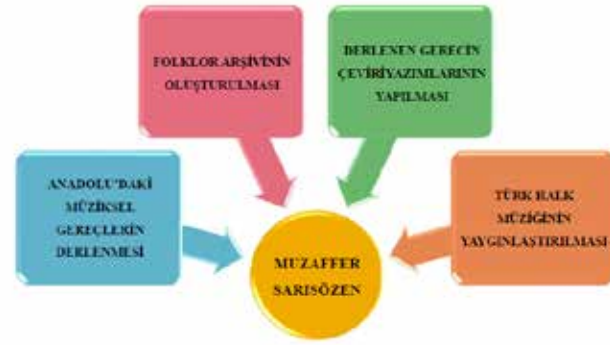 FOLKLOR ARŞİVİNİN
OLUŞTURULMASI
DERLENEN GERECİN
ÇEVİRİYAZIMLARININ
YAPILMASI
ANADOLU'DAKİ
MÜZİKSEL
GEREÇLERİN
DERLENMESİ
TÜRK HALK
MÜZİĞİNİN
YAYGINLAŞTIRILMASI
MUZAFFER
SARISÖZEN